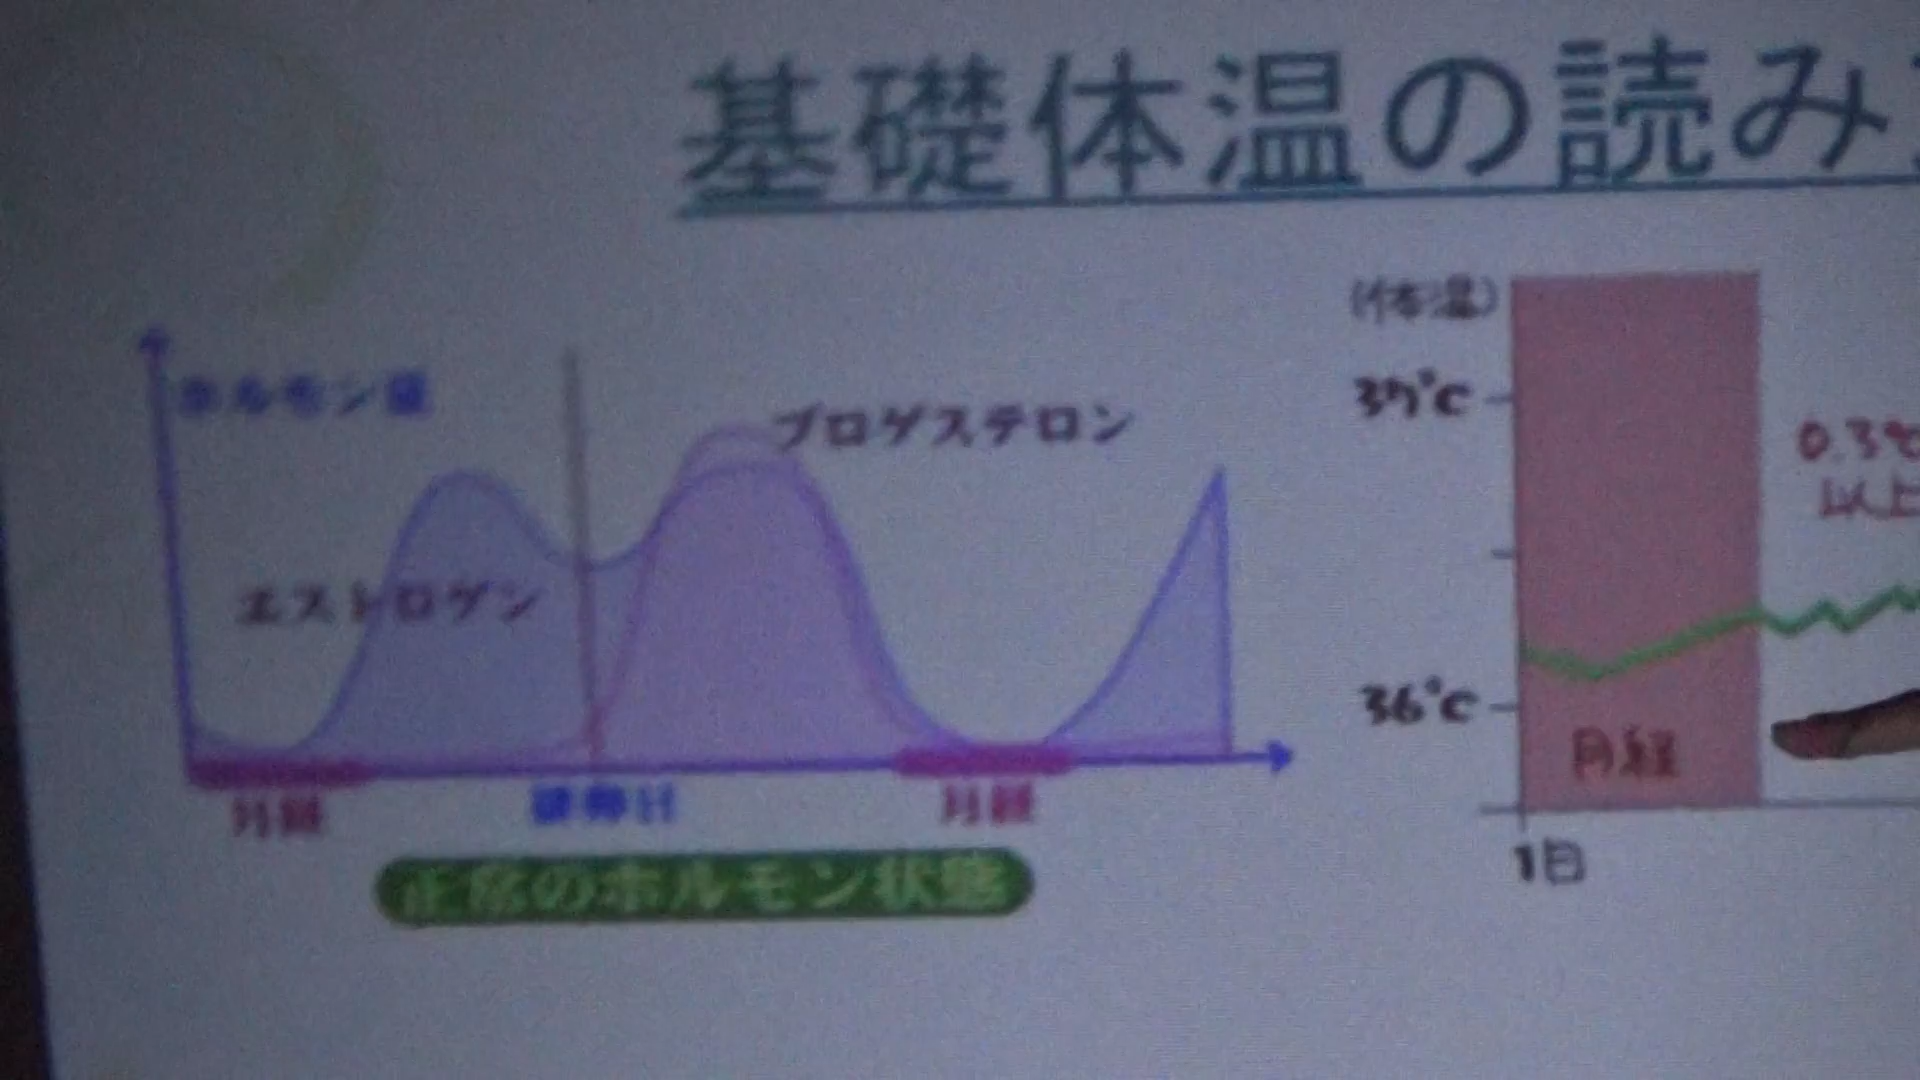 基礎体温の読み
ホルモン量
プロゲステロン
エストロゲン
月経
排卵日
月経
正常のホルモン状態
(体温)
37℃
0.3℃
以上
36℃
月経
1日